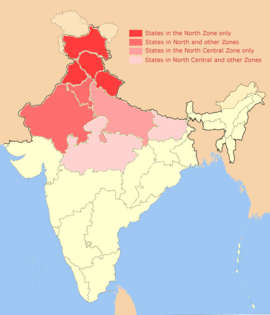 States in the North Zone only
States in North and other Zones
States in the North Central Zone only
States in North Central and other Zones